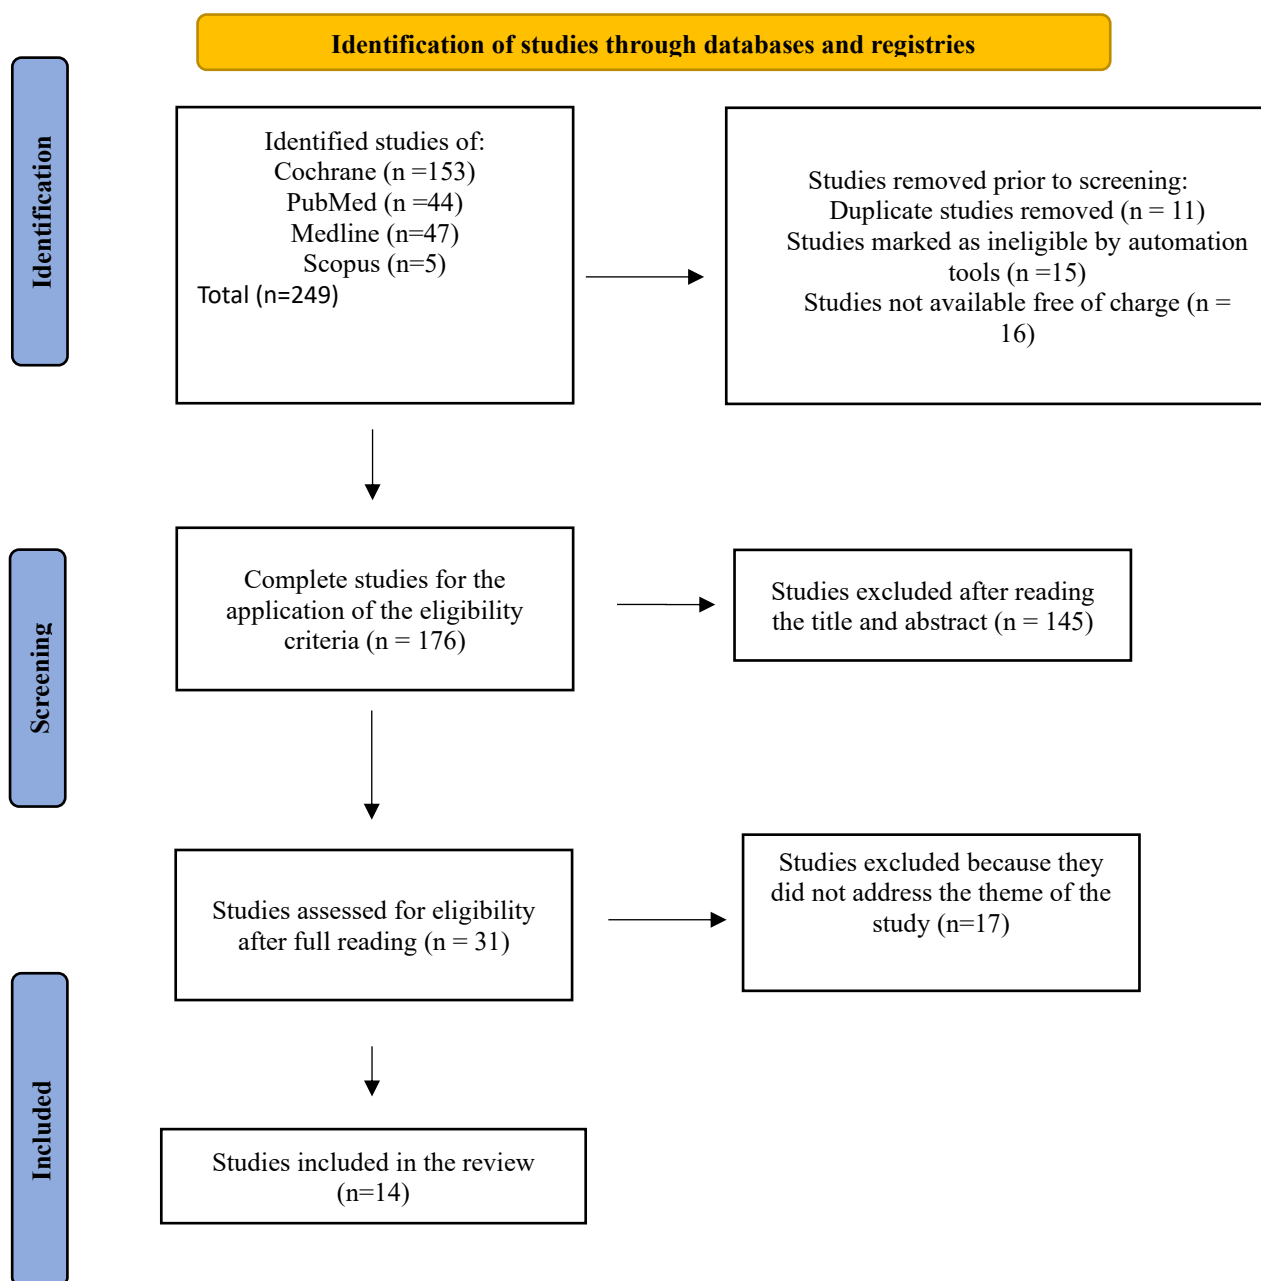 Identification of studies through databases and registries
Identification
Identified studies of:
Cochrane (n =153)
PubMed (n =44)
Medline (n=47)
Scopus (n=5)
Total (n=249)
Studies removed prior to screening:
Duplicate studies removed (n = 11)
Studies marked as ineligible by automation
tools (n =15)
Studies not available free of charge (n =
16)
Screening
Complete studies for the
application of the eligibility
criteria (n = 176)
Studies excluded after reading
the title and abstract (n = 145)
Studies assessed for eligibility
after full reading (n = 31)
Studies excluded because they
did not address the theme of the
study (n=17)
Included
Studies included in the review
(n=14)